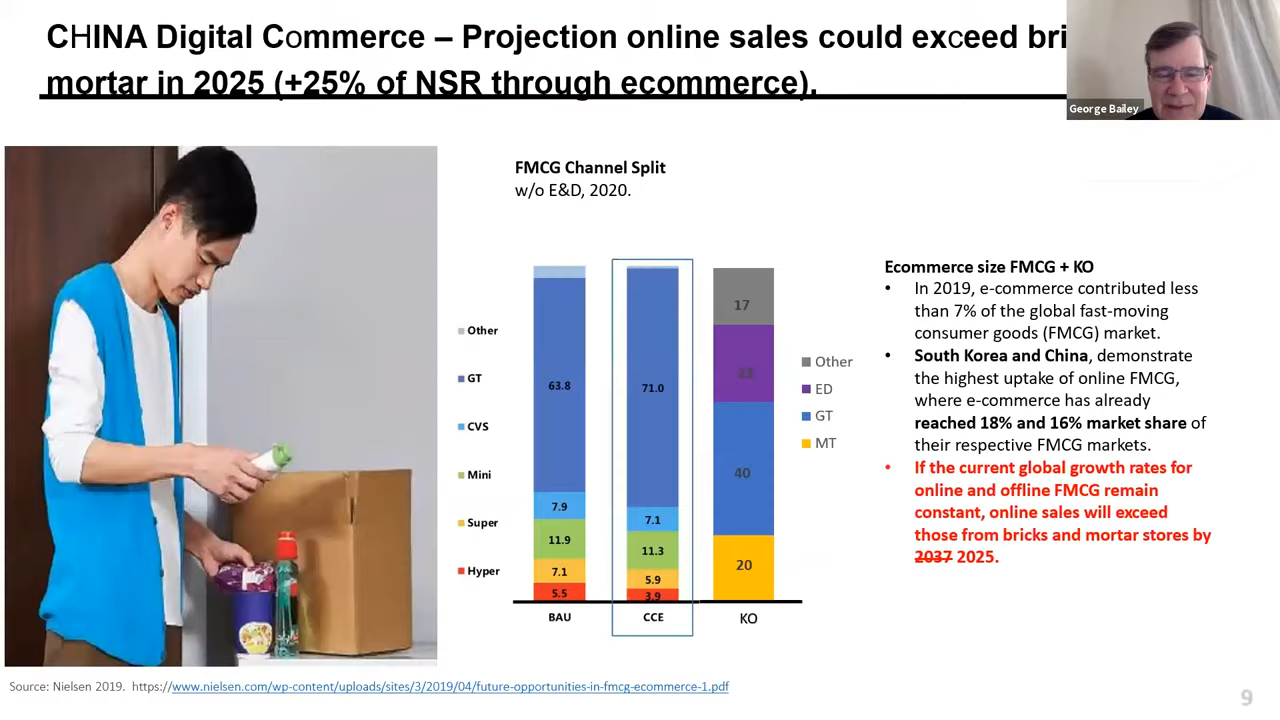 CHINA Digital Commerce – Projection online sales could exceed bri
mortar in 2025 (+25% of NSR through ecommerce).
George Bailey
FMCG Channel Split
w/o E&D, 2020.
Other
GT
CVS
Mini
Super
Hyper
63.8
7.9
11.9
7.1
5.5
BAU
71.0
7.1
11.3
5.9
3.9
CCE
17
23
40
20
KO
Other
ED
GT
MT
Ecommerce size FMCG + KO
• In 2019, e-commerce contributed less
than 7% of the global fast-moving
consumer goods (FMCG) market.
• South Korea and China, demonstrate
the highest uptake of online FMCG,
where e-commerce has already
reached 18% and 16% market share of
their respective FMCG markets.
• If the current global growth rates for
online and offline FMCG remain
constant, online sales will exceed
those from bricks and mortar stores by
2037 2025.
Source: Nielsen 2019. https://www.nielsen.com/wp-content/uploads/sites/3/2019/04/future-opportunities-in-fmcg-ecommerce-1.pdf
9